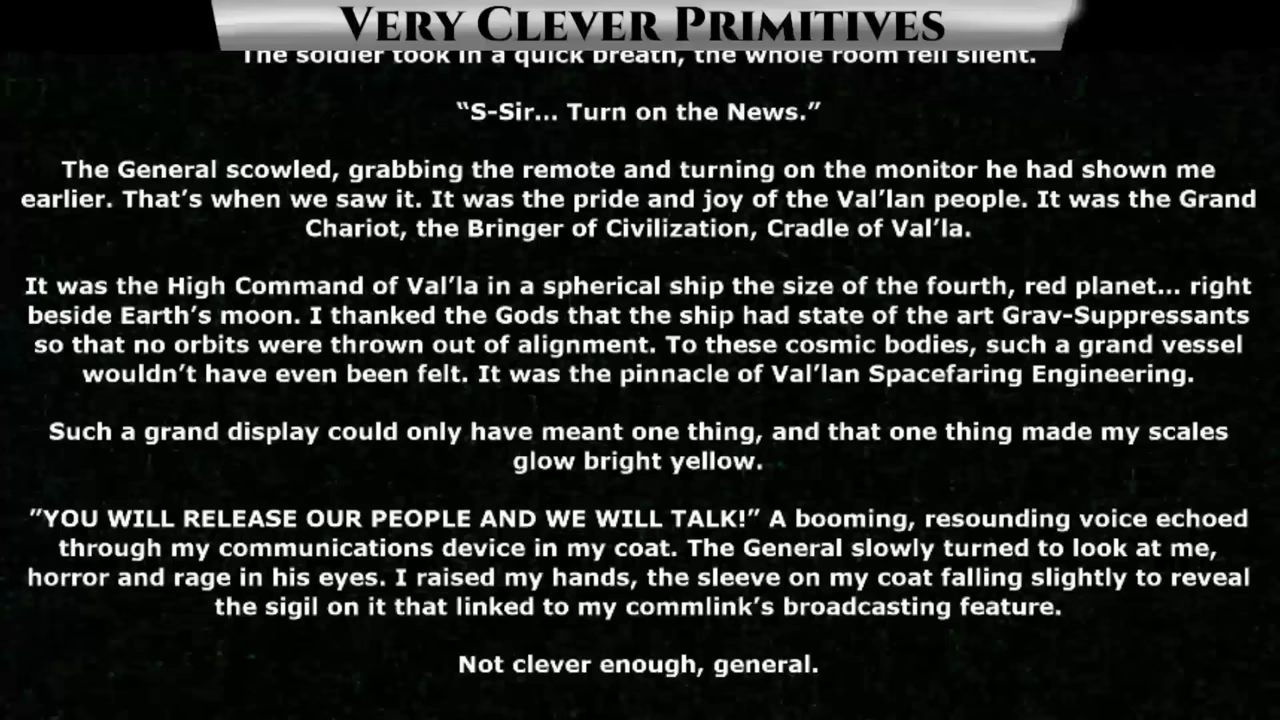 VERY CLEVER PRIMITIVES
The soldier took in a quick breath, the whole room fell silent.
“S-Sir... Turn on the News.”
The General scowled, grabbing the remote and turning on the monitor he had shown me
earlier. That’s when we saw it. It was the pride and joy of the Val’lan people. It was the Grand
Chariot, the Bringer of Civilization, Cradle of Val’la.
It was the High Command of Val’la in a spherical ship the size of the fourth, red planet... right
beside Earth’s moon. I thanked the Gods that the ship had state of the art Grav-Suppressants
so that no orbits were thrown out of alignment. To these cosmic bodies, such a grand vessel
wouldn’t have even been felt. It was the pinnacle of Val’lan Spacefaring Engineering.
Such a grand display could only have meant one thing, and that one thing made my scales
glow bright yellow.
”YOU WILL RELEASE OUR PEOPLE AND WE WILL TALK!” A booming, resounding voice echoed
through my communications device in my coat. The General slowly turned to look at me,
horror and rage in his eyes. I raised my hands, the sleeve on my coat falling slightly to reveal
the sigil on it that linked to my commlink’s broadcasting feature.
Not clever enough, general.